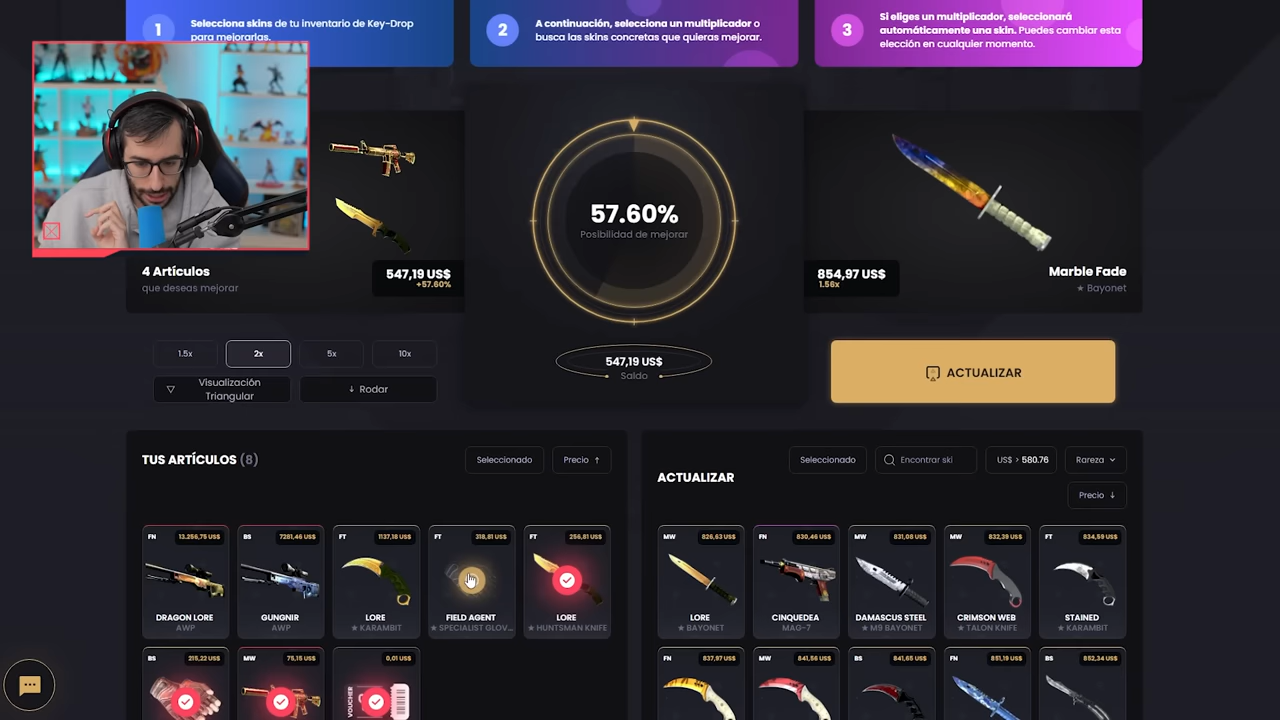 1
Selecciona skins de tu inventario de Key-Drop
para mejorarlas.
2
A continuación, selecciona un multiplicador o
busca las skins concretas que quieras mejorar.
3
Si eliges un multiplicador, seleccionará
automáticamente una skin. Puedes cambiar esta
elección en cualquier momento.
4 Artículos
que deseas mejorar
547,19 US$
+57.60%
57.60%
Posibilidad de mejorar
547,19 US$
Saldo
854,97 US$
1.56x
Marble Fade
★ Bayonet
1.5x
2x
5x
10x
Visualización
Triangular
Rodar
ACTUALIZAR
TUS ARTÍCULOS (8)
Seleccionado
Precio ↑
FN 13.256,75 US$
DRAGON LORE
AWP
BS 7281,46 US$
GUNGNIR
AWP
FT 1137,18 US$
LORE
★ KARAMBIT
FT 318,81 US$
FIELD AGENT
★ SPECIALIST GLOV...
FT 256,81 US$
LORE
★ HUNTSMAN KNIFE
BS 215,22 US$
MW 75,15 US$
0,01 US$
VOUCHER
ACTUALIZAR
Seleccionado
Encontrar ski
US$ > 580.76
Rareza
Precio ↓
MW 826,63 US$
LORE
★ BAYONET
FN 830,46 US$
CINQUEDEA
MAG-7
MW 831,08 US$
DAMASCUS STEEL
★ M9 BAYONET
MW 832,39 US$
CRIMSON WEB
★ TALON KNIFE
FT 834,59 US$
STAINED
★ KARAMBIT
FN 837,97 US$
MW 841,56 US$
BS 841,65 US$
FN 851,19 US$
BS 852,34 US$